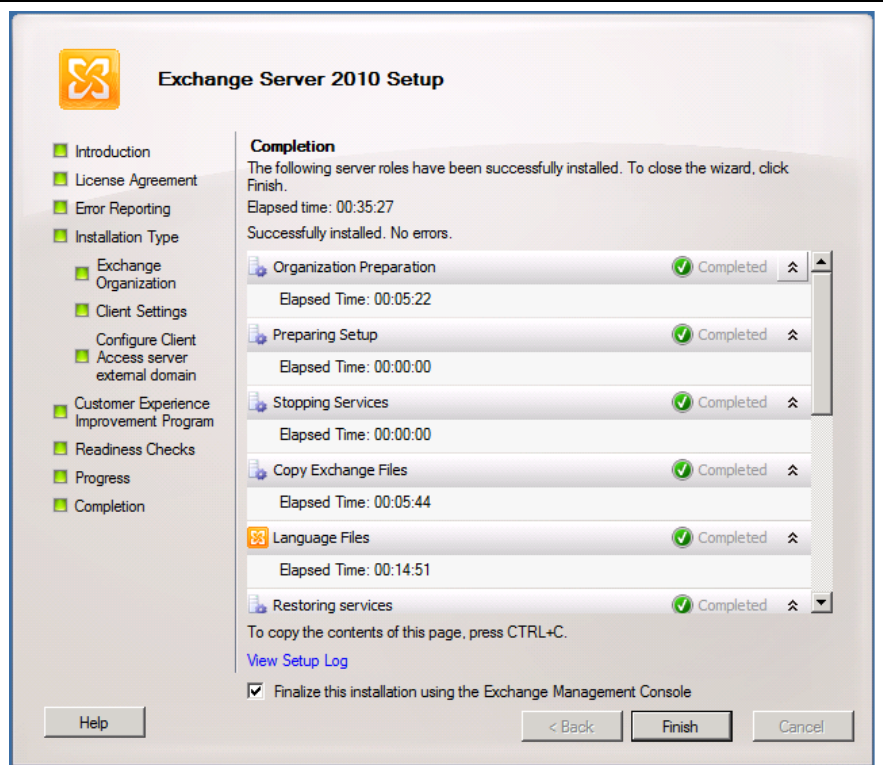 Exchange Server 2010 Setup
Introduction
License Agreement
Error Reporting
Installation Type
Exchange
Organization
Client Settings
Configure Client
Access server
external domain
Customer Experience
Improvement Program
Readiness Checks
Progress
Completion
Completion
The following server roles have been successfully installed. To close the wizard, click
Finish.
Elapsed time: 00:35:27
Successfully installed. No errors.
Organization Preparation Completed
Elapsed Time: 00:05:22
Preparing Setup Completed
Elapsed Time: 00:00:00
Stopping Services Completed
Elapsed Time: 00:00:00
Copy Exchange Files Completed
Elapsed Time: 00:05:44
Language Files Completed
Elapsed Time: 00:14:51
Restoring services Completed
To copy the contents of this page, press CTRL+C.
View Setup Log
Finalize this installation using the Exchange Management Console
Help < Back Finish Cancel